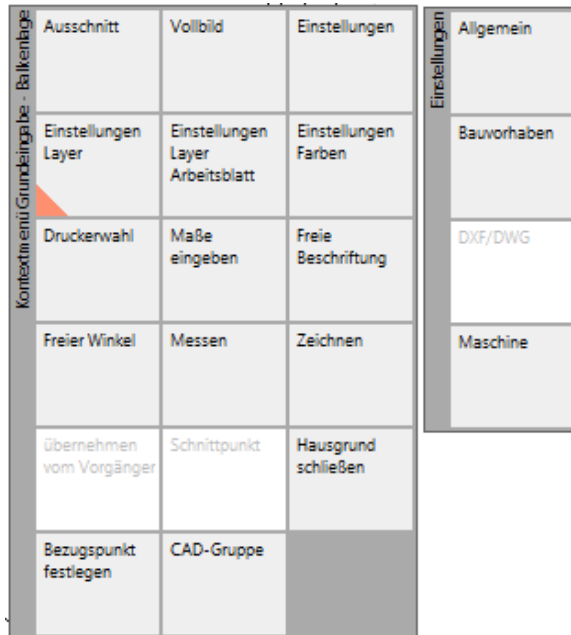 Kontextmenü Grundeingabe - Balkenlage
Ausschnitt
Vollbild
Einstellungen
Einstellungen
Layer
Einstellungen
Layer
Arbeitsblatt
Einstellungen
Farben
Druckerwahl
Maße
eingeben
Freie
Beschriftung
Freier Winkel
Messen
Zeichnen
übernehmen
vom Vorgänger
Schnittpunkt
Hausgrund
schließen
Bezugspunkt
festlegen
CAD-Gruppe
Einstellungen
Allgemein
Bauvorhaben
DXF/DWG
Maschine